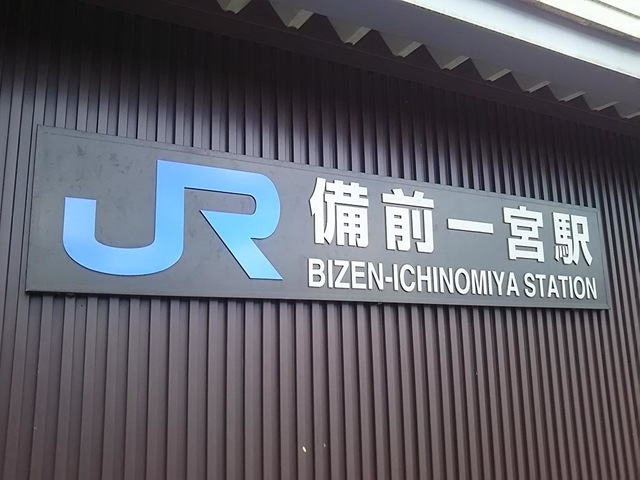 JR 備前一宮駅
BIZEN-ICHINOMIYA STATION